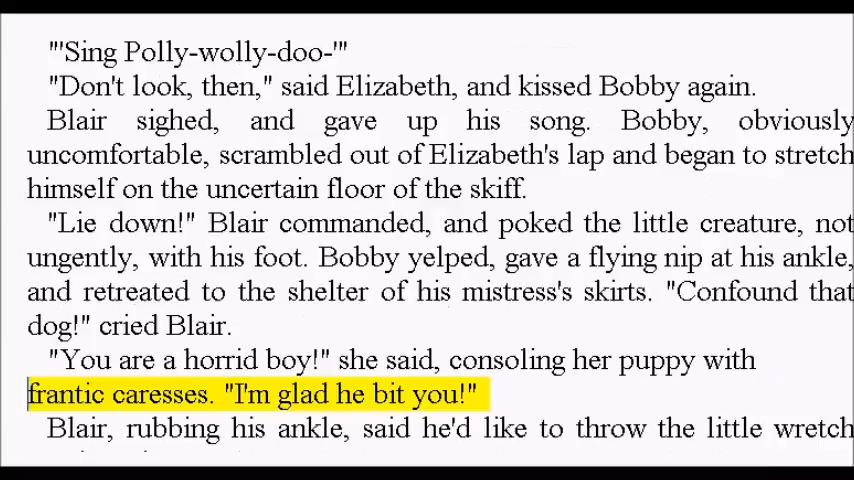 "'Sing Polly-wolly-doo-'"
"Don't look, then," said Elizabeth, and kissed Bobby again.
Blair sighed, and gave up his song. Bobby, obviously
uncomfortable, scrambled out of Elizabeth's lap and began to stretch
himself on the uncertain floor of the skiff.
"Lie down!" Blair commanded, and poked the little creature, not
ungently, with his foot. Bobby yelped, gave a flying nip at his ankle,
and retreated to the shelter of his mistress's skirts. "Confound that
dog!" cried Blair.
"You are a horrid boy!" she said, consoling her puppy with
frantic caresses. "I'm glad he bit you!"
Blair, rubbing his ankle, said he'd like to throw the little wretch